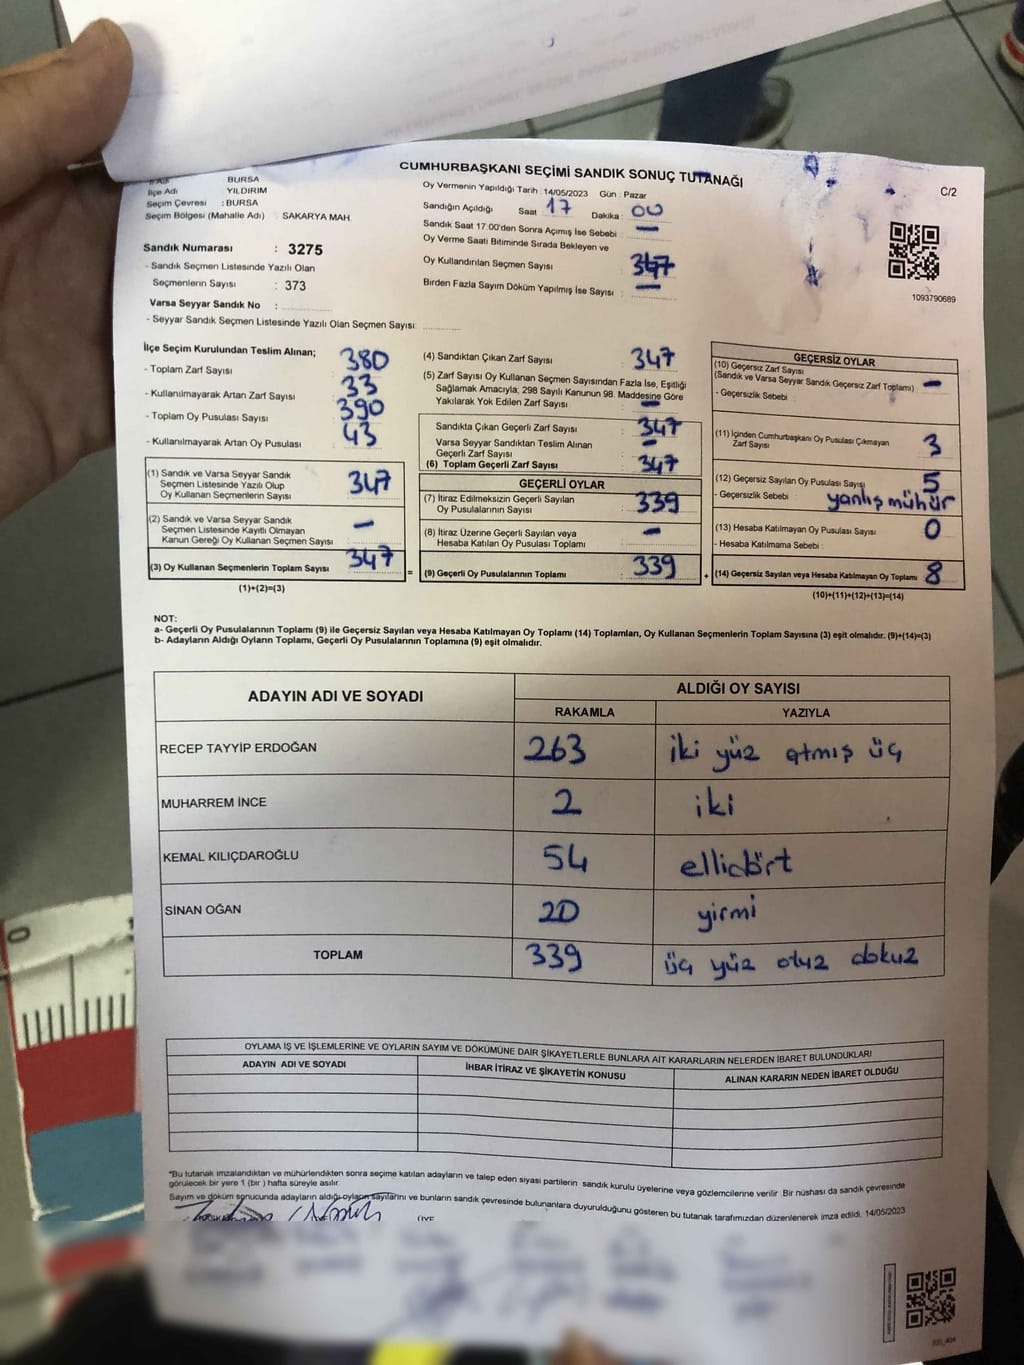 CUMHURBAŞKANI SEÇİMİ SANDIK SONUÇ TUTANAĞI
C/2
BURSA
İlçe Adı YILDIRIM
Seçim Çevresi : BURSA
Seçim Bölgesi (Mahalle Adı) SAKARYA MAH.
Sandık Numarası : 3275
- Sandık Seçmen Listesinde Yazılı Olan
Seçmenlerin Sayısı : 373
Varsa Seyyar Sandık No :
- Seyyar Sandık Seçmen Listesinde Yazılı Olan Seçmen Sayısı:
Oy Vermenin Yapıldığı Tarih : 14/05/2023 Gün : Pazar
Sandığın Açıldığı Saat 17 Dakika : 00
Sandık Saat 17:00'den Sonra Açımış İse Sebebi : —
Oy Verme Saati Bitiminde Sırada Bekleyen ve
Oy Kullandırılan Seçmen Sayısı 347
Birden Fazla Sayım Döküm Yapılmış İse Sayısı : —
1093790689
İlçe Seçim Kurulundan Teslim Alınan;
- Toplam Zarf Sayısı 380
- Kullanılmayarak Artan Zarf Sayısı 33
- Toplam Oy Pusulası Sayısı 390
- Kullanılmayarak Artan Oy Pusulası 43
(1) Sandık ve Varsa Seyyar Sandık
Seçmen Listesinde Yazılı Olup
Oy Kullanan Seçmenlerin Sayısı 347
(2) Sandık ve Varsa Seyyar Sandık
Seçmen Listesinde Kayıtlı Olmayan
Kanun Gereği Oy Kullanan Seçmen Sayısı —
(3) Oy Kullanan Seçmenlerin Toplam Sayısı 347
(1)+(2)=(3)
=
(4) Sandıktan Çıkan Zarf Sayısı : 347
(5) Zarf Sayısı Oy Kullanan Seçmen Sayısından Fazla İse, Eşitliği
Sağlamak Amacıyla; 298 Sayılı Kanunun 98. Maddesine Göre
Yakılarak Yok Edilen Zarf Sayısı : —
Sandıkta Çıkan Geçerli Zarf Sayısı : 347
Varsa Seyyar Sandıktan Teslim Alınan
Geçerli Zarf Sayısı : —
(6) Toplam Geçerli Zarf Sayısı : 347
GEÇERLİ OYLAR
(7) İtiraz Edilmeksizin Geçerli Sayılan
Oy Pusulalarının Sayısı : 339
(8) İtiraz Üzerine Geçerli Sayılan veya
Hesaba Katılan Oy Pusulası Toplamı : —
(9) Geçerli Oy Pusulalarının Toplamı : 339
+
GEÇERSİZ OYLAR
(10) Geçersiz Zarf Sayısı
(Sandık ve Varsa Seyyar Sandık Geçersiz Zarf Toplamı) —
- Geçersizlik Sebebi :
(11) İçinden Cumhurbaşkanı Oy Pusulası Çıkmayan
Zarf Sayısı 3
(12) Geçersiz Sayılan Oy Pusulası Sayısı 5
- Geçersizlik Sebebi : yanlış mühür
(13) Hesaba Katılmayan Oy Pusulası Sayısı 0
- Hesaba Katılmama Sebebi :
(14) Geçersiz Sayılan veya Hesaba Katılmayan Oy Toplamı 8
(10)+(11)+(12)+(13)=(14)
NOT:
a- Geçerli Oy Pusulalarının Toplamı (9) ile Geçersiz Sayılan veya Hesaba Katılmayan Oy Toplamı (14) Toplamları, Oy Kullanan Seçmenlerin Toplam Sayısına (3) eşit olmalıdır. (9)+(14)=(3)
b- Adayların Aldığı Oyların Toplamı, Geçerli Oy Pusulalarının Toplamına (9) eşit olmalıdır.
ADAYIN ADI VE SOYADI ALDIĞI OY SAYISI
RAKAMLA YAZIYLA
RECEP TAYYİP ERDOĞAN 263 iki yüz atmış üç
MUHARREM İNCE 2 iki
KEMAL KILIÇDAROĞLU 54 ellidört
SİNAN OĞAN 20 yirmi
TOPLAM 339 üç yüz otuz dokuz
OYLAMA İŞ VE İŞLEMLERİNE VE OYLARIN SAYIM VE DÖKÜMÜNE DAİR ŞİKAYETLERLE BUNLARA AİT KARARLARIN NELERDEN İBARET BULUNDUKLARI
ADAYIN ADI VE SOYADI İHBAR İTİRAZ VE ŞİKAYETİN KONUSU ALINAN KARARIN NEDEN İBARET OLDUĞU
*Bu tutanak imzalandıktan ve mühürlendikten sonra seçime katılan adayların ve talep eden siyasi partilerin sandık kurulu üyelerine veya gözlemcilerine verilir. Bir nüshası da sandık çevresinde
görülecek bir yere 1 (bir ) hafta süreyle asılır.
Sayım ve döküm sonucunda adayların aldığı oyların sayılarını ve bunların sandık çevresinde bulunanlara duyurulduğunu gösteren bu tutanak tarafımızdan düzenlenerek imza edildi. 14/05/2023
ÜYE
0